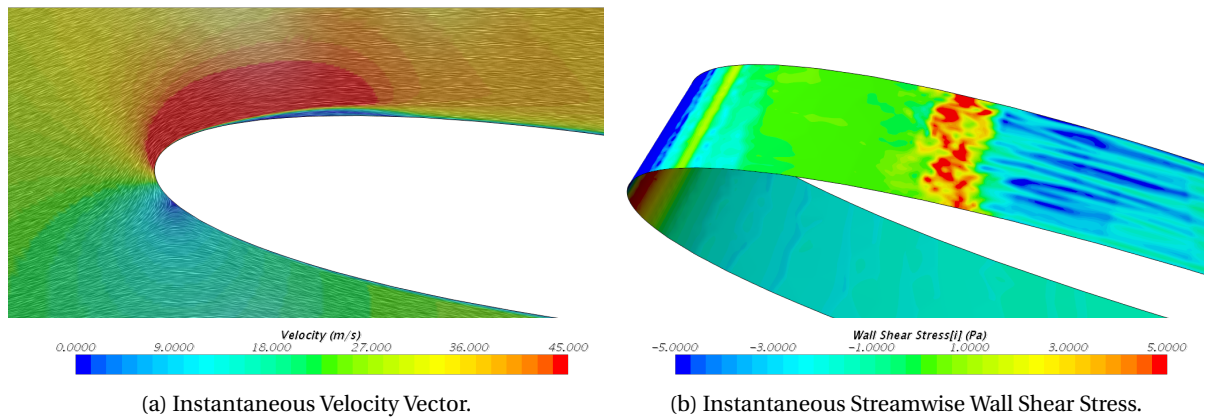 Velocity (m/s)
0.0000 9.0000 18.000 27.000 36.000 45.000
(a) Instantaneous Velocity Vector.
Wall Shear Stress[i] (Pa)
-5.0000 -3.0000 -1.0000 1.0000 3.0000 5.0000
(b) Instantaneous Streamwise Wall Shear Stress.